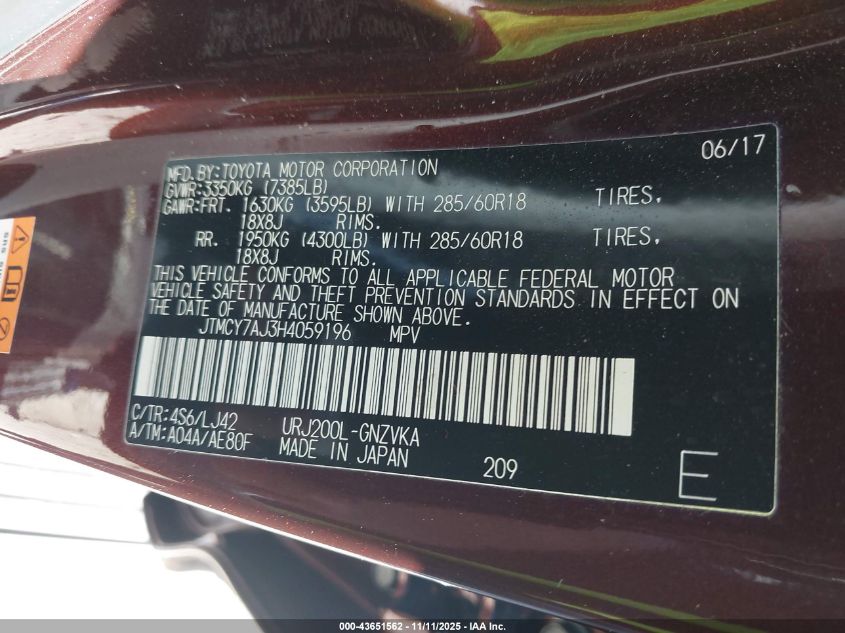 06/17
MFD.BY:TOYOTA MOTOR CORPORATION
GVWR:3350KG (7385LB)
GAWR:FRT. 1630KG (3595LB) WITH 285/60R18 TIRES,
18X8J RIMS.
RR. 1950KG (4300LB) WITH 285/60R18 TIRES,
18X8J RIMS.
THIS VEHICLE CONFORMS TO ALL APPLICABLE FEDERAL MOTOR
VEHICLE SAFETY AND THEFT PREVENTION STANDARDS IN EFFECT ON
THE DATE OF MANUFACTURE SHOWN ABOVE.
JTMCY7AJ3H4059196 MPV
C/TR:4S6/LJ42 URJ200L-GNZVKA
A/TM:A04A/AE80F MADE IN JAPAN 209 E
SRS
000-43651562 - 11/11/2025 - IAA Inc.